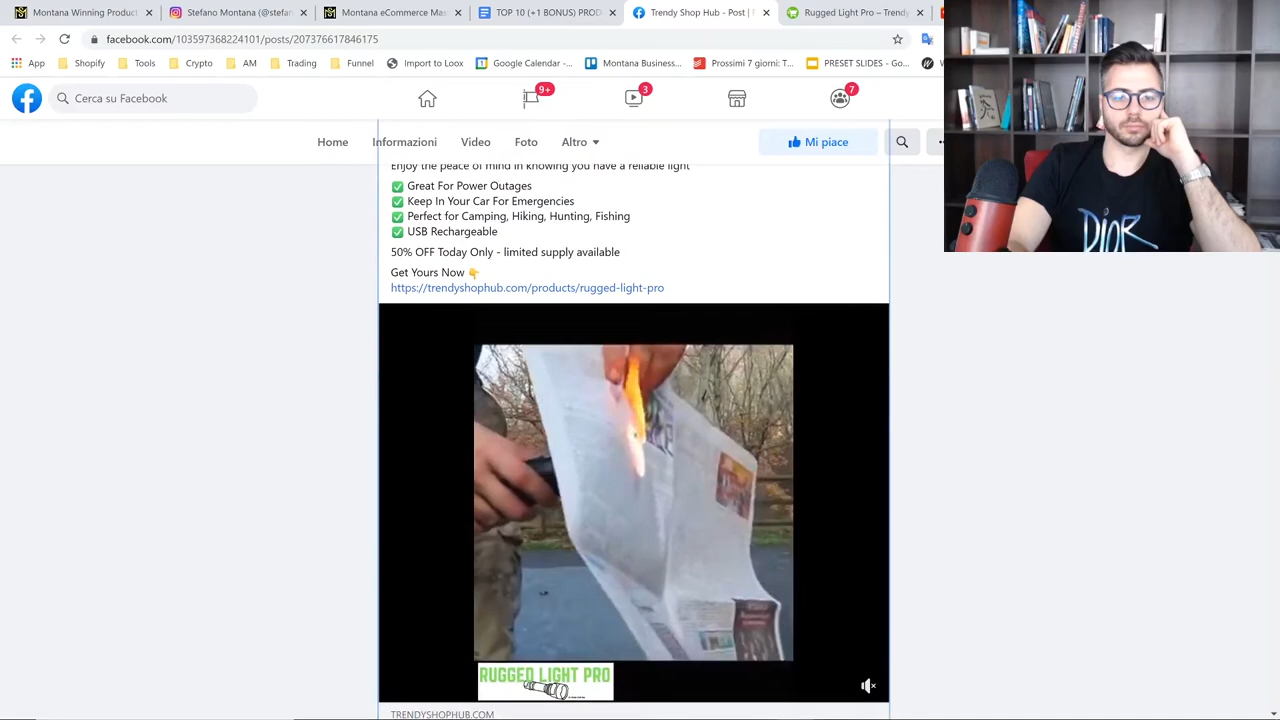 Montana Winning Product
Stefano Montana (@stefan
Montana eCommerce Mas
TOP 10 (+1 BONUS) PROD
Trendy Shop Hub - Post | F
Rugged Light Pro – Trendy
facebook.com/103597368224101/posts/207376617846175
App
Shopify
Tools
Crypto
AM
Trading
Funnel
Import to Loox
Google Calendar -...
Montana Business...
Prossimi 7 giorni: T...
PRESET SLIDES - Go...
Cerca su Facebook
9+
3
7
Home
Informazioni
Video
Foto
Altro
Mi piace
Enjoy the peace of mind in knowing you have a reliable light
Great For Power Outages
Keep In Your Car For Emergencies
Perfect for Camping, Hiking, Hunting, Fishing
USB Rechargeable
50% OFF Today Only - limited supply available
Get Yours Now 👇
https://trendyshophub.com/products/rugged-light-pro
RUGGED LIGHT PRO
TRENDYSHOPHUB.COM
DIOR